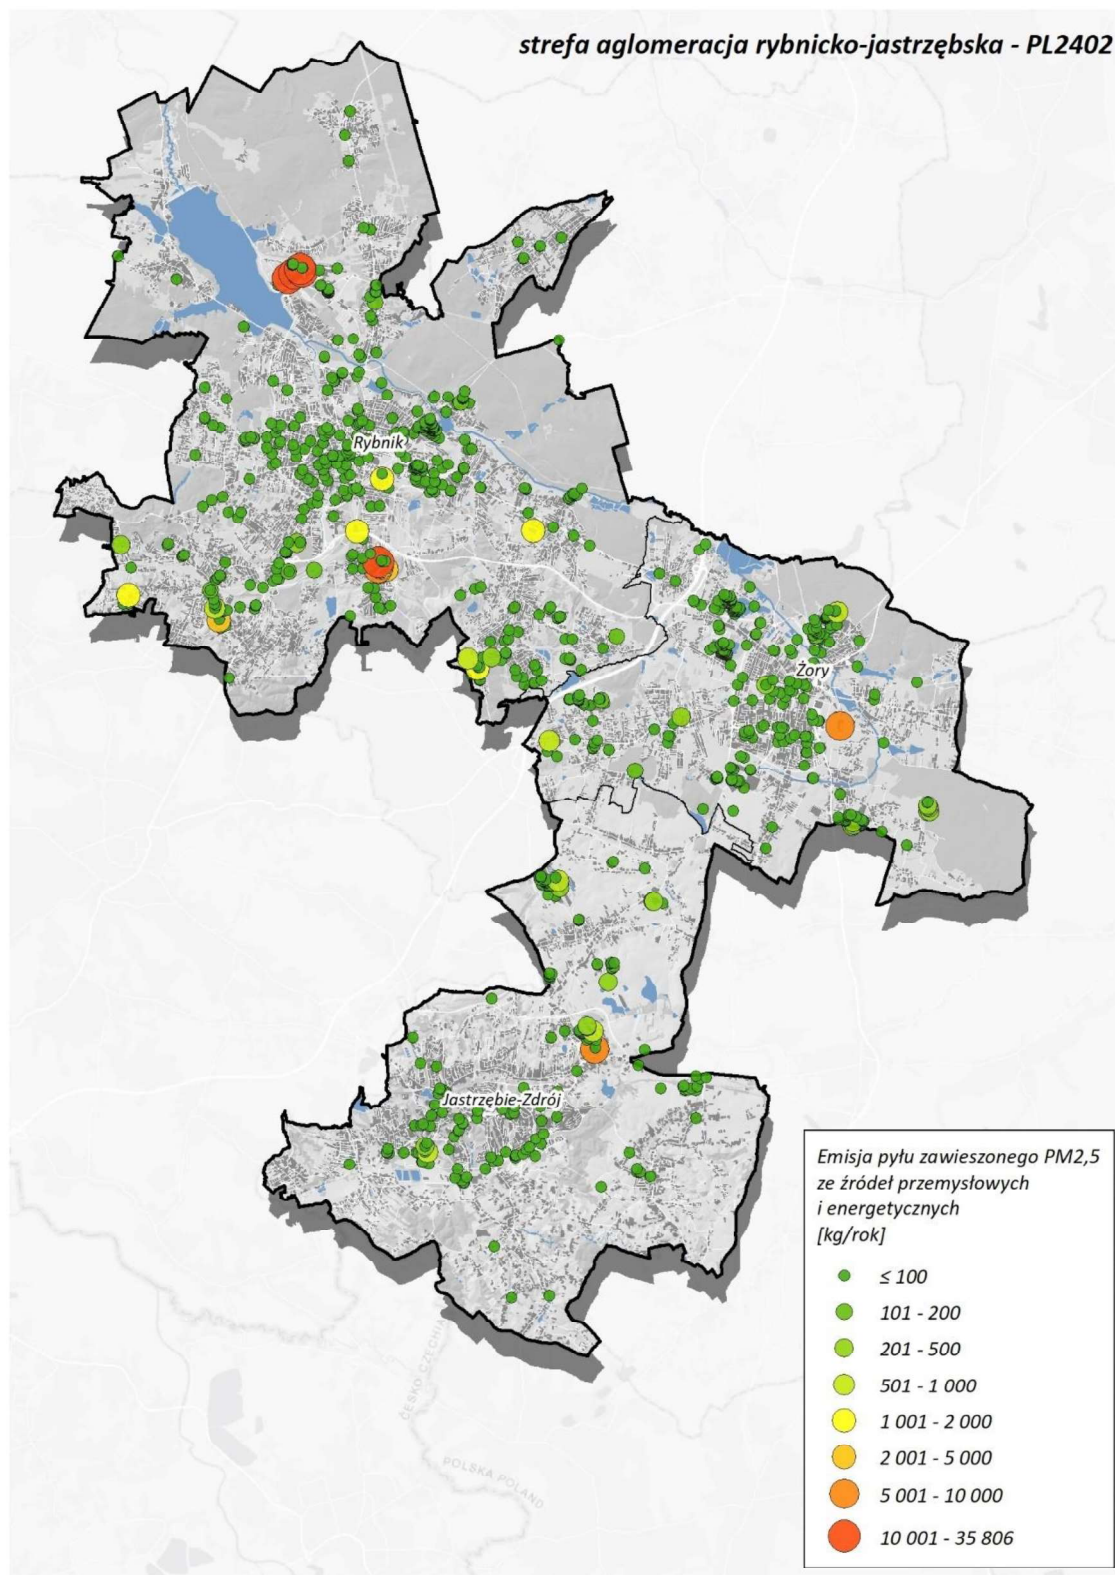 strefa aglomeracja rybnicko-jastrzębska - PL2402
Rybnik
Żory
Jastrzębie-Zdrój
Emisja pyłu zawieszonego PM2,5
ze źródeł przemysłowych
i energetycznych
[kg/rok]
≤ 100
101 - 200
201 - 500
501 - 1 000
1 001 - 2 000
2 001 - 5 000
5 001 - 10 000
10 001 - 35 806
ČESKO CZECHIA
POLSKA POLAND